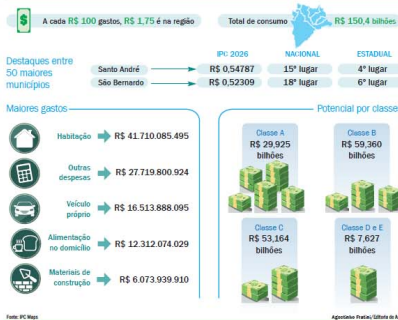 A cada R$ 100 gastos, R$ 1,75 é na região
Total de consumo
R$ 150,4 bilhões
Destaques entre
50 maiores
municípios
IPC 2026
NACIONAL
ESTADUAL
Santo André
R$ 0,54787
15º lugar
4º lugar
São Bernardo
R$ 0,52309
18º lugar
6º lugar
Maiores gastos
Habitação
R$ 41.710.085.495
Outras
despesas
R$ 27.719.800.924
Veículo
próprio
R$ 16.513.888.095
Alimentação
no domicílio
R$ 12.312.074.029
Materiais de
construção
R$ 6.073.939.910
Potencial por classe
Classe A
R$ 29,925
bilhões
Classe B
R$ 59,360
bilhões
Classe C
R$ 53,164
bilhões
Classe D e E
R$ 7,627
bilhões
Fonte: IPC Maps